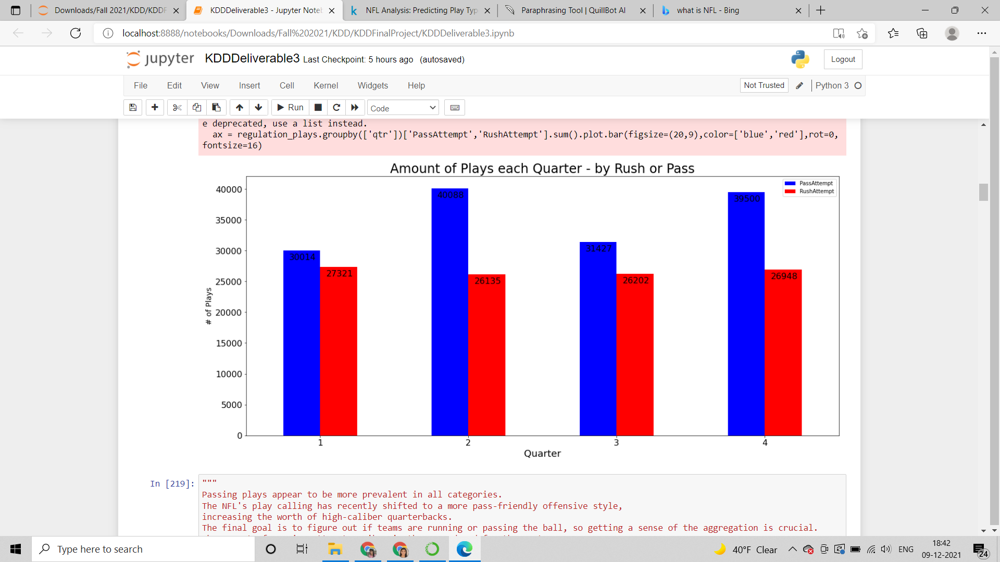 Downloads/Fall 2021/KDD/KDDF
KDDDeliverable3 - Jupyter Noteb
NFL Analysis: Predicting Play Typ
Paraphrasing Tool | QuillBot AI
what is NFL - Bing
localhost:8888/notebooks/Downloads/Fall%202021/KDD/KDDFinalProject/KDDDeliverable3.ipynb
jupyter KDDDeliverable3 Last Checkpoint: 5 hours ago (autosaved)
Logout
File Edit View Insert Cell Kernel Widgets Help
Not Trusted
Python 3
Run
Code
e deprecated, use a list instead.
ax = regulation_plays.groupby(['qtr'])['PassAttempt','RushAttempt'].sum().plot.bar(figsize=(20,9),color=['blue','red'],rot=0,
fontsize=16)
Amount of Plays each Quarter - by Rush or Pass
PassAttempt
RushAttempt
40000
35000
30000
25000
20000
15000
10000
5000
0
# of Plays
30014
27321
40088
26135
31427
26202
39500
26948
1 2 3 4
Quarter
In [219]:
"""
Passing plays appear to be more prevalent in all categories.
The NFL's play calling has recently shifted to a more pass-friendly offensive style,
increasing the worth of high-caliber quarterbacks.
The final goal is to figure out if teams are running or passing the ball, so getting a sense of the aggregation is crucial.
Type here to search
40°F Clear
ENG
18:42
09-12-2021
24